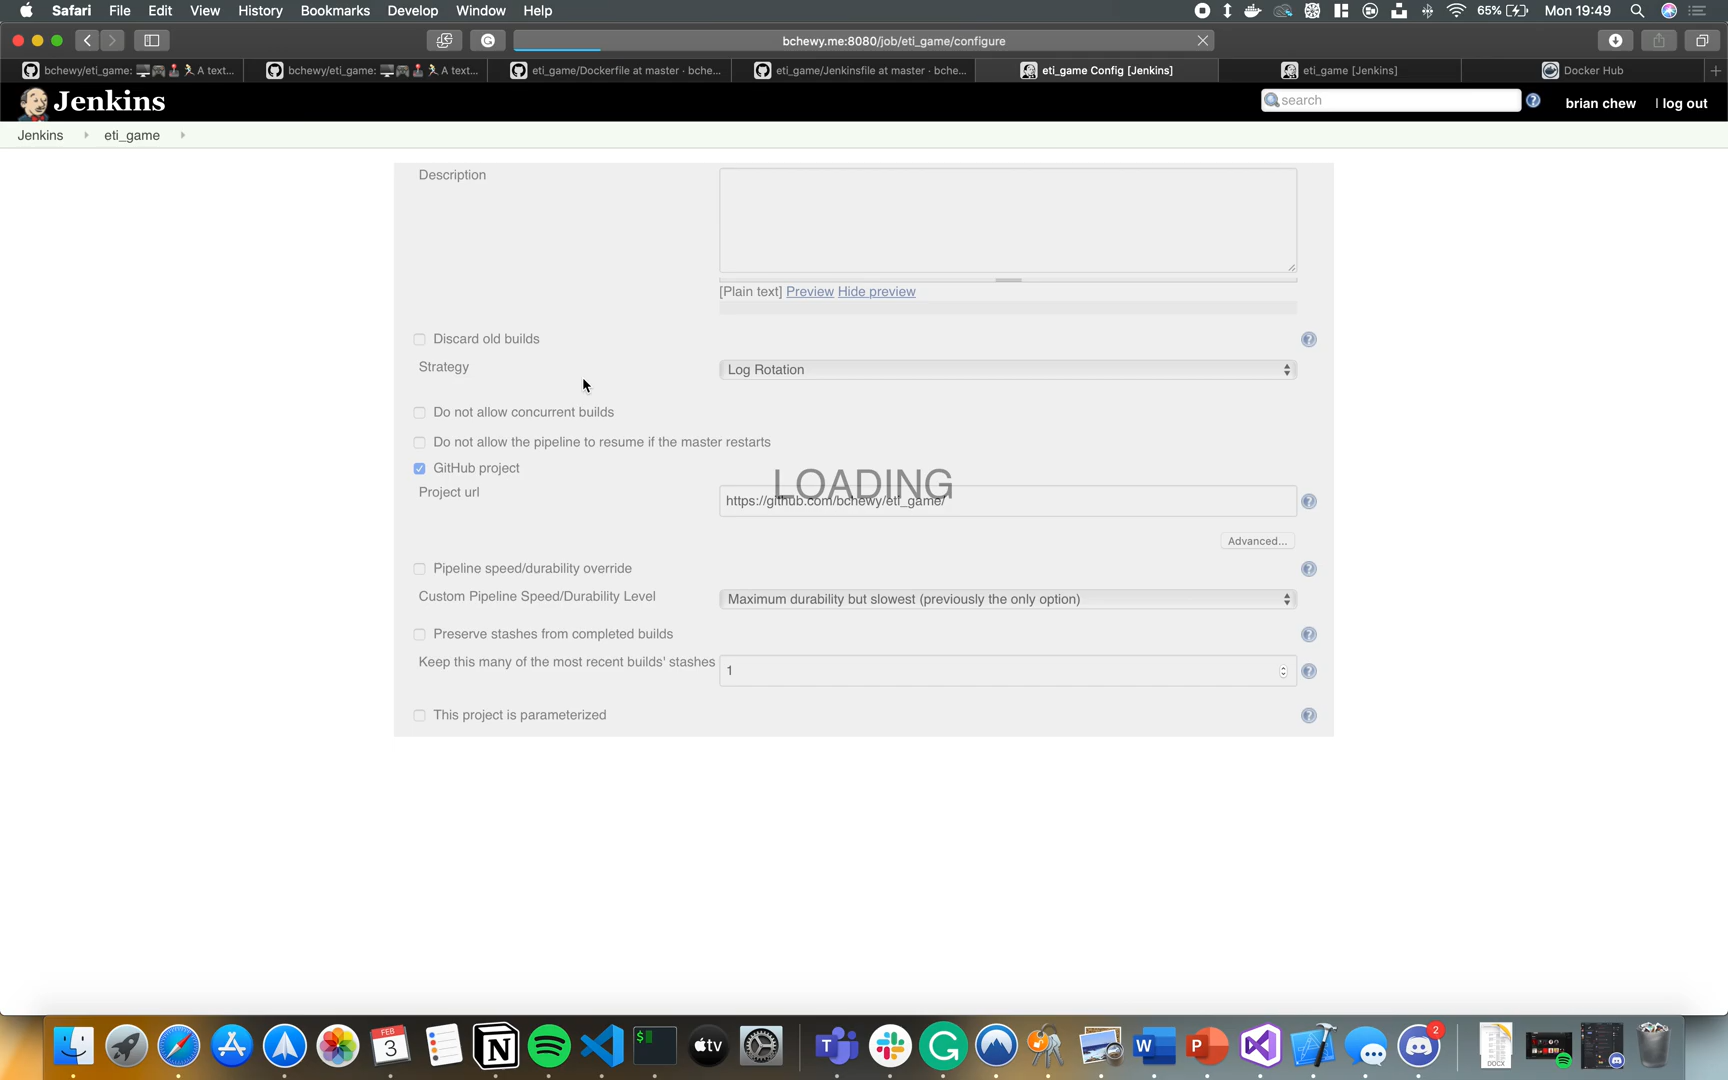 Safari File Edit View History Bookmarks Develop Window Help 65% Mon 19:49
bchewy.me:8080/job/eti_game/configure
bchewy/eti_game: 🖥🎮🕹🏃A text... bchewy/eti_game: 🖥🎮🕹🏃A text... eti_game/Dockerfile at master · bche... eti_game/Jenkinsfile at master · bche... eti_game Config [Jenkins] eti_game [Jenkins] Docker Hub
Jenkins search brian chew | log out
Jenkins eti_game
Description
[Plain text] Preview Hide preview
Discard old builds
Strategy Log Rotation
Do not allow concurrent builds
Do not allow the pipeline to resume if the master restarts
GitHub project
LOADING
Project url https://github.com/bchewy/eti_game/
Advanced...
Pipeline speed/durability override
Custom Pipeline Speed/Durability Level Maximum durability but slowest (previously the only option)
Preserve stashes from completed builds
Keep this many of the most recent builds' stashes 1
This project is parameterized
FEB
3
tv
W
P
2
DOCX